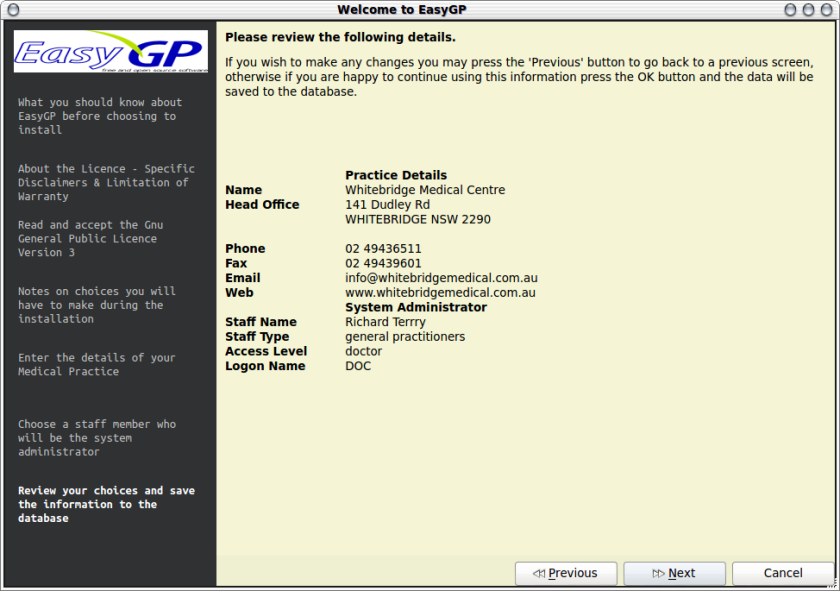 Welcome to EasyGP
Easy GP
free and open source software
What you should know about
EasyGP before choosing to
install
About the Licence - Specific
Disclaimers & Limitation of
Warranty
Read and accept the Gnu
General Public Licence
Version 3
Notes on choices you will
have to make during the
installation
Enter the details of your
Medical Practice
Choose a staff member who
will be the system
administrator
Review your choices and save
the information to the
database
Please review the following details.
If you wish to make any changes you may press the 'Previous' button to go back to a previous screen,
otherwise if you are happy to continue using this information press the OK button and the data will be
saved to the database.
Practice Details
Name Whitebridge Medical Centre
Head Office 141 Dudley Rd
WHITEBRIDGE NSW 2290
Phone 02 49436511
Fax 02 49439601
Email info@whitebridgemedical.com.au
Web www.whitebridgemedical.com.au
System Administrator
Staff Name Richard Terrry
Staff Type general practitioners
Access Level doctor
Logon Name DOC
Previous Next Cancel